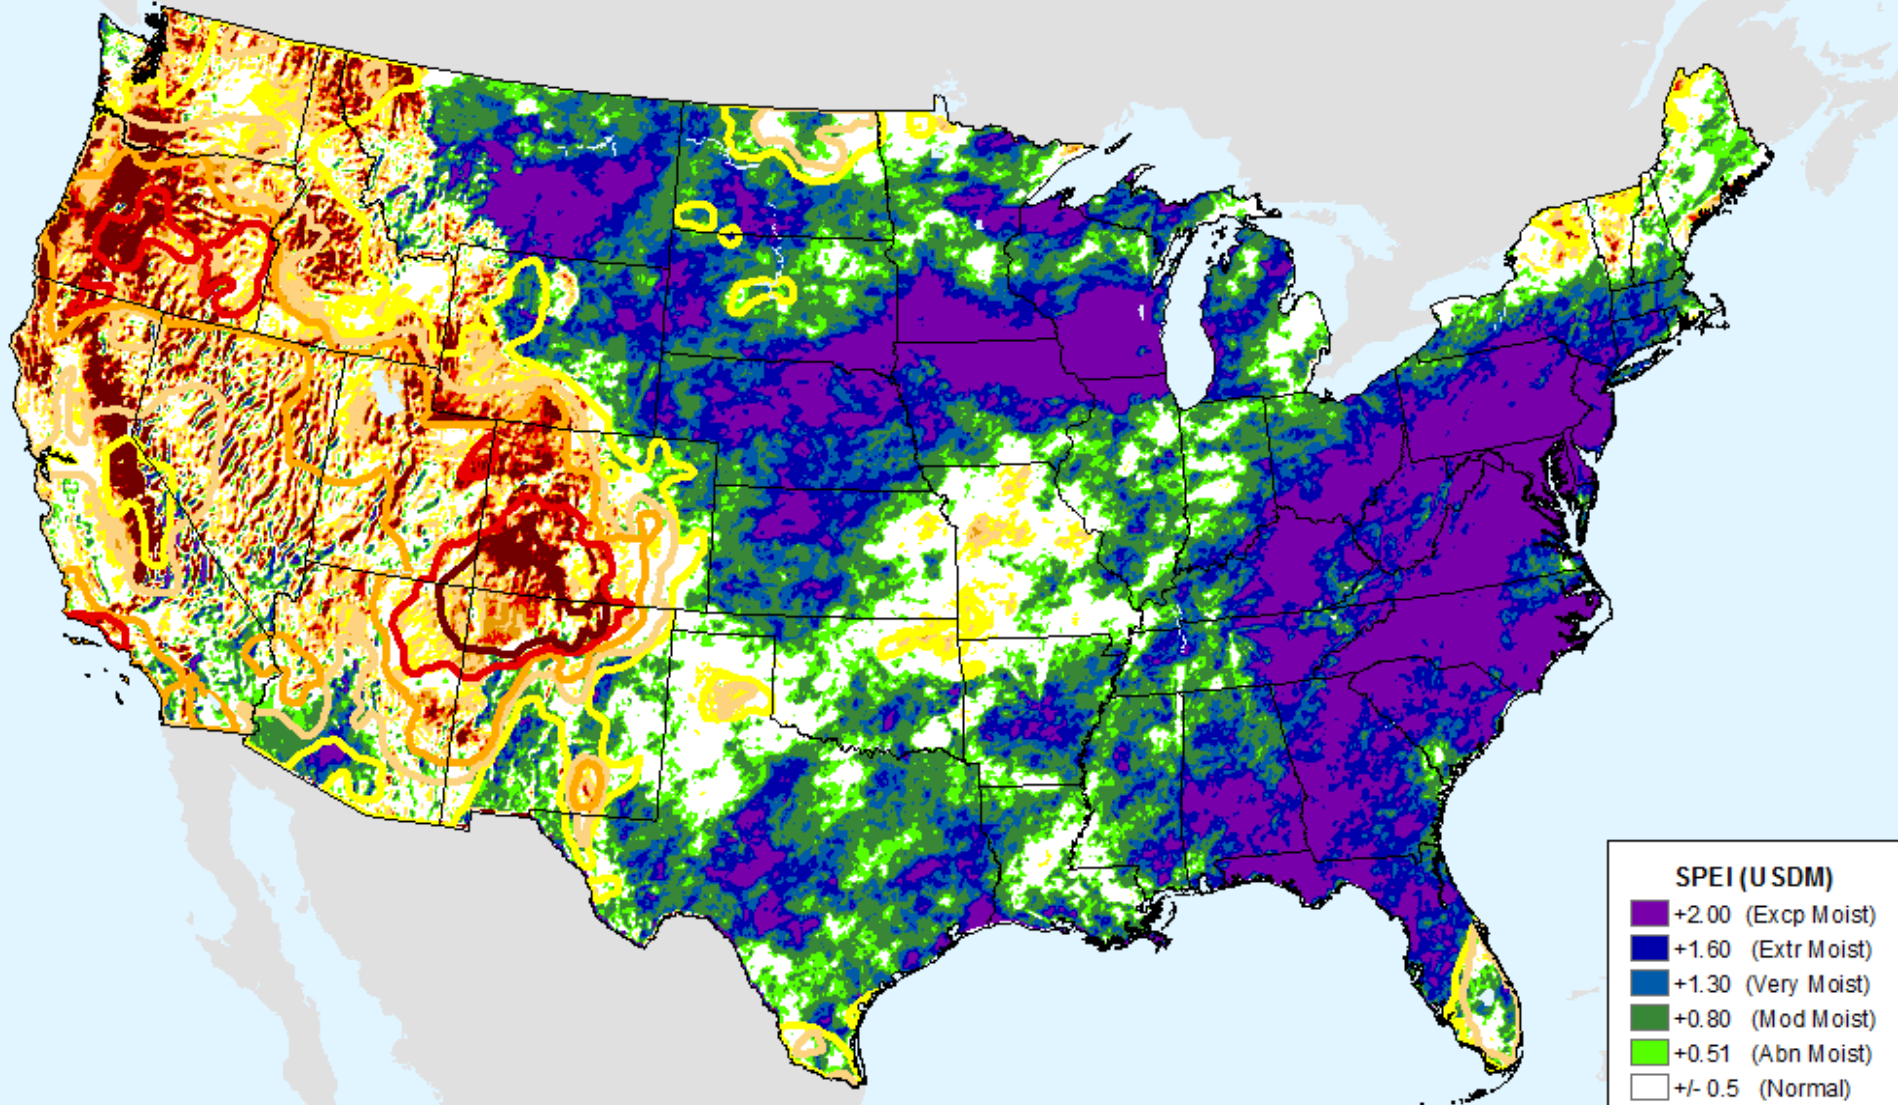 SPEI (USDM)
+2.00 (Excp Moist)
+1.60 (Extr Moist)
+1.30 (Very Moist)
+0.80 (Mod Moist)
+0.51 (Abn Moist)
+/- 0.5 (Normal)